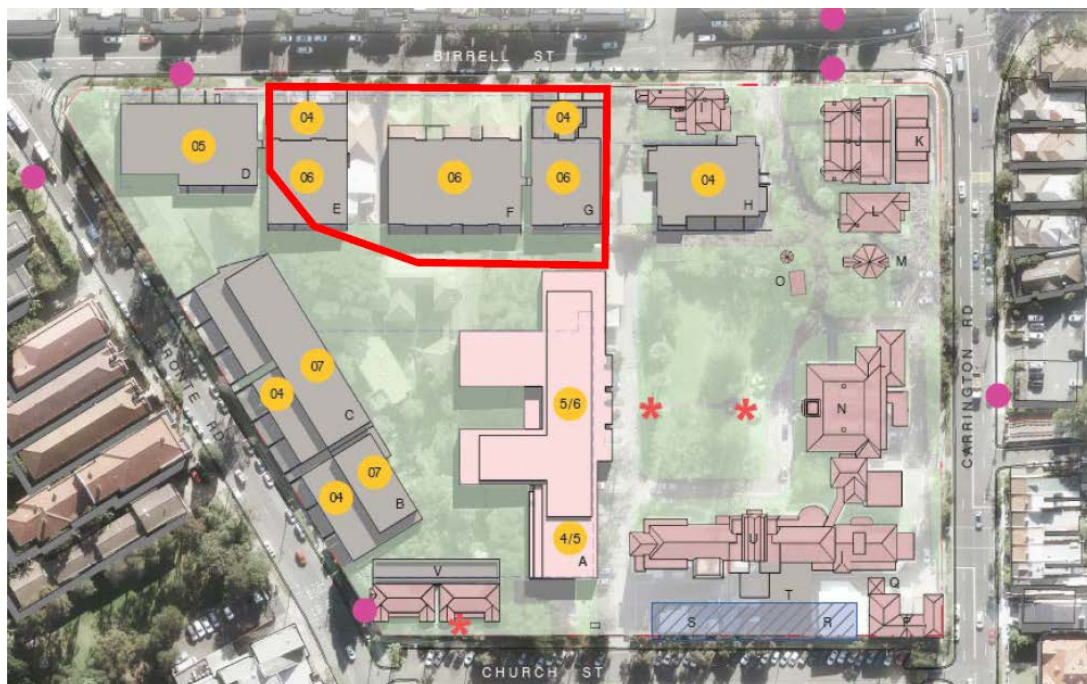 BIRRELL ST
04
04
05
K
D
06
06
06
04
E
F
G
H
L
M
O
07
04
C
5/6
N
CARRINGTON RD
BRONTE RD
07
04
B
4/5
A
U
V
Q
T
S
R
P
CHURCH ST